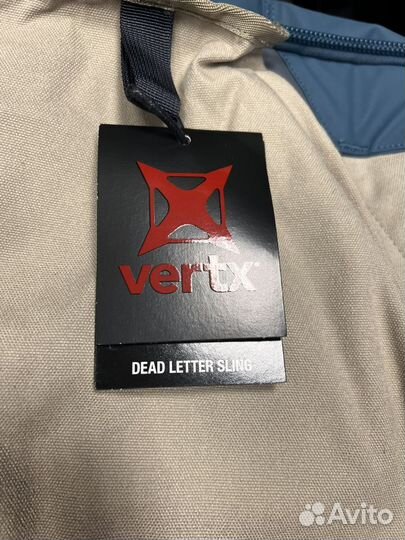 vertx
DEAD LETTER SLING
Avito